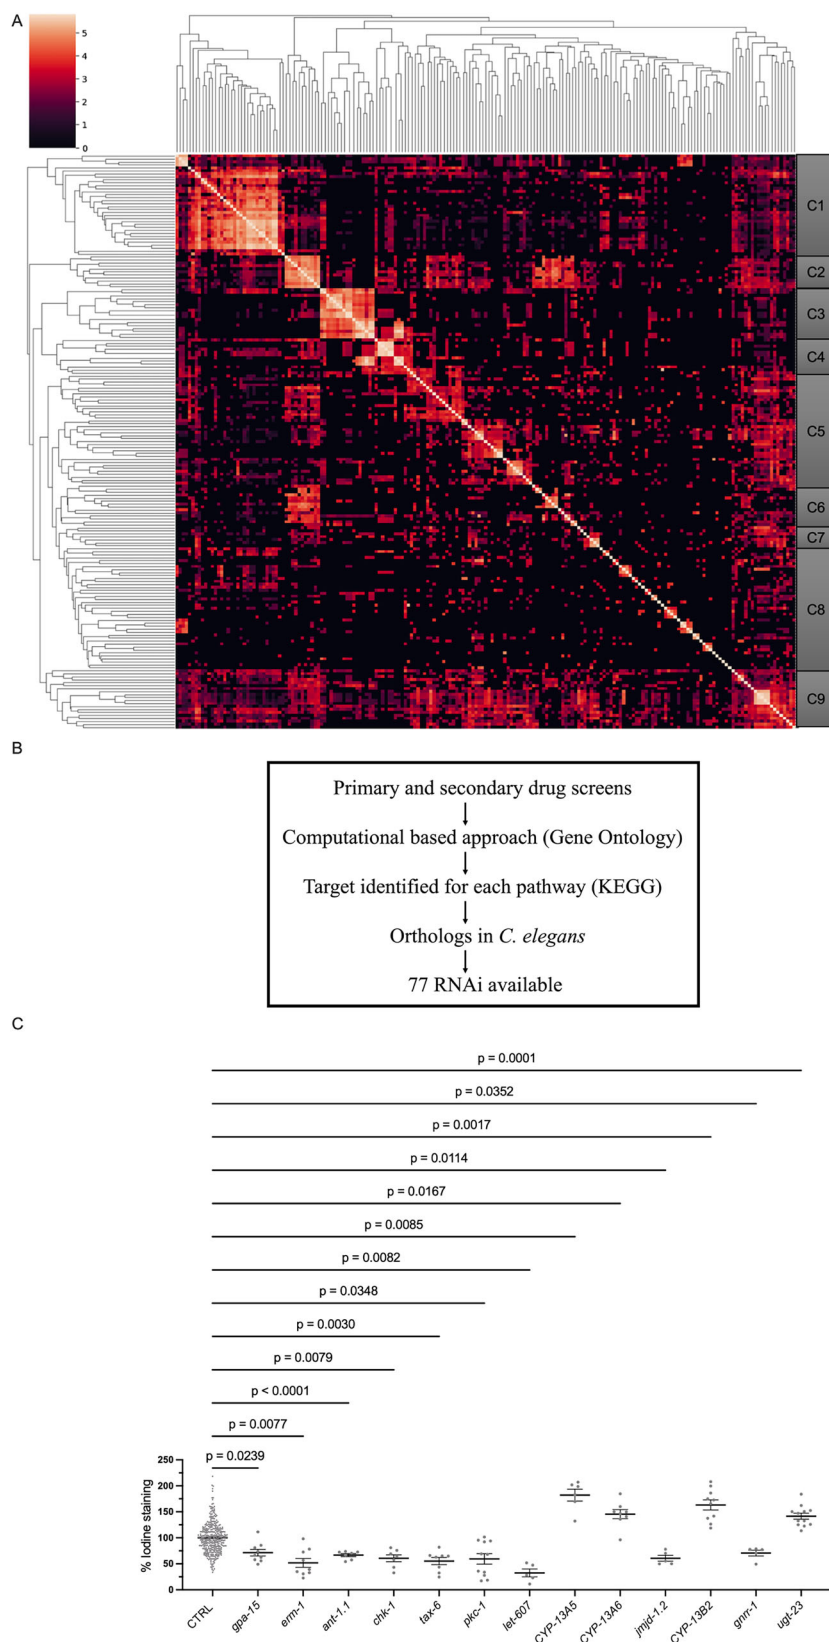 A
5
4
3
2
1
0
C1
C2
C3
C4
C5
C6
C7
C8
C9
B
Primary and secondary drug screens
Computational based approach (Gene Ontology)
Target identified for each pathway (KEGG)
Orthologs in C. elegans
77 RNAi available
C
p = 0.0001
p = 0.0352
p = 0.0017
p = 0.0114
p = 0.0167
p = 0.0085
p = 0.0082
p = 0.0348
p = 0.0030
p = 0.0079
p < 0.0001
p = 0.0077
p = 0.0239
% Iodine staining
250
200
150
100
50
0
CTRL
gpa-15
erm-1
ant-1.1
chk-1
tax-6
pkc-1
let-607
CYP-13A5
CYP-13A6
jmjd-1.2
CYP-13B2
gnrr-1
ugt-23